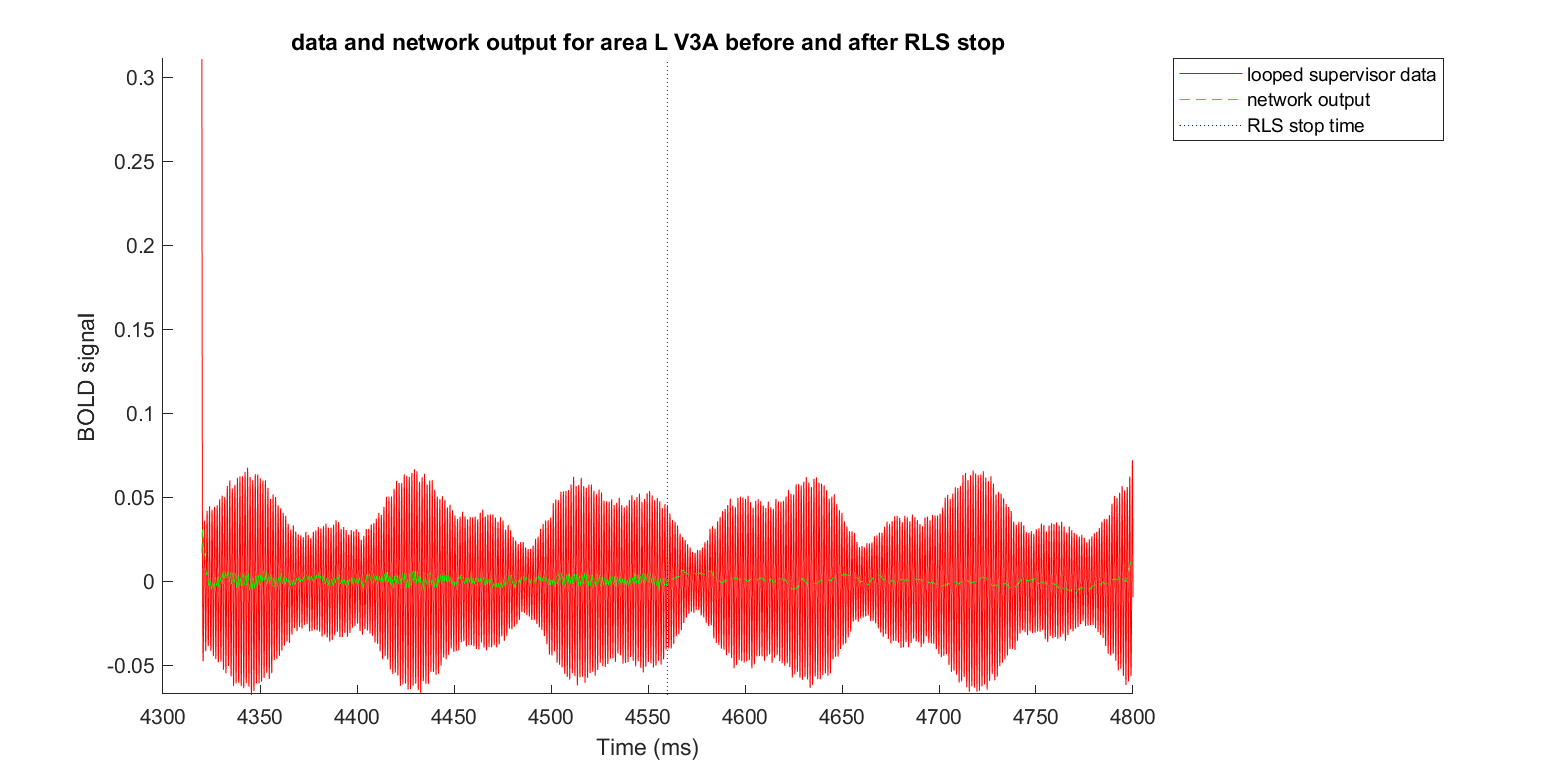 data and network output for area L V3A before and after RLS stop
looped supervisor data
network output
RLS stop time
0.3
0.25
0.2
0.15
0.1
0.05
0
-0.05
BOLD signal
4300 4350 4400 4450 4500 4550 4600 4650 4700 4750 4800
Time (ms)